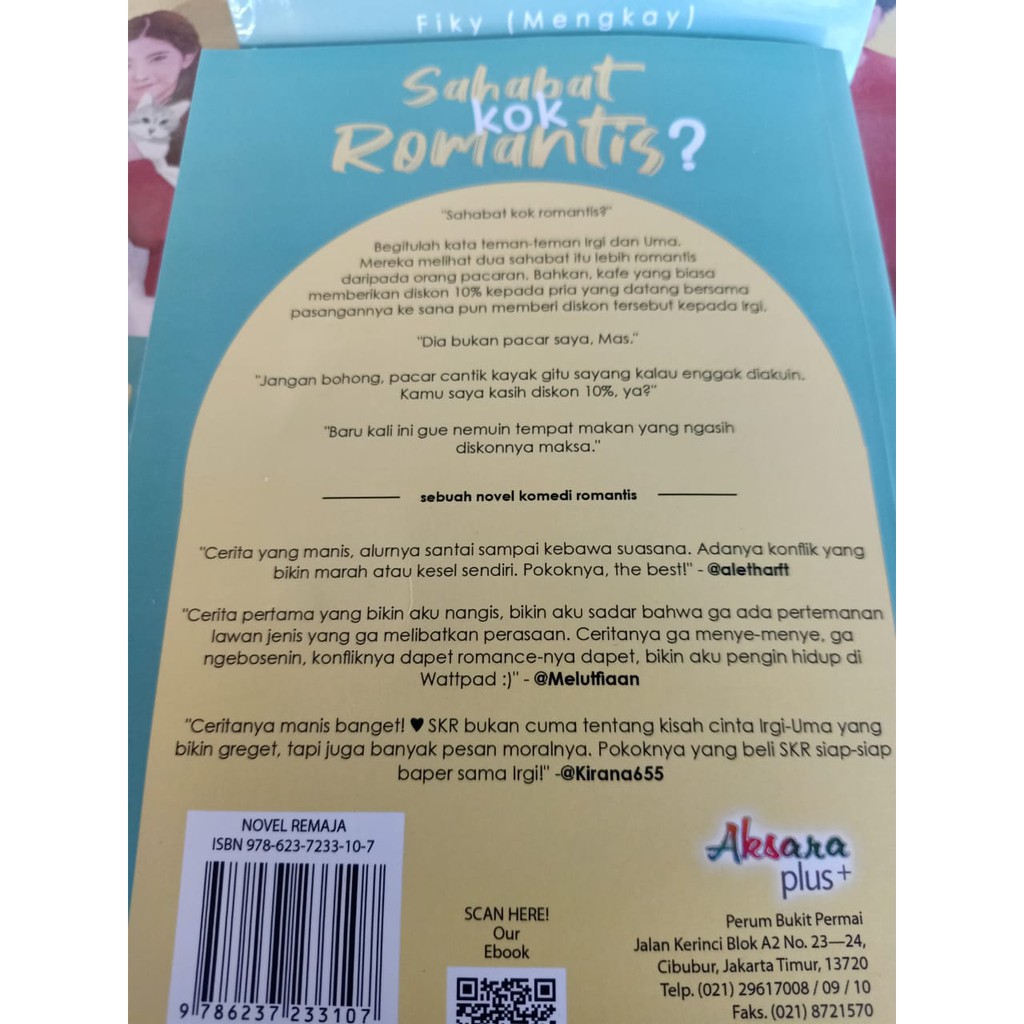 Fiky (Mengkay)
Sahabat
kok
Romantis?
"Sahabat kok romantis?"
Begitulah kata teman-teman Irgi dan Uma.
Mereka melihat dua sahabat itu lebih romantis
daripada orang pacaran. Bahkan, kafe yang biasa
memberikan diskon 10% kepada pria yang datang bersama
pasangannya ke sana pun memberi diskon tersebut kepada Irgi.
"Dia bukan pacar saya, Mas."
"Jangan bohong, pacar cantik kayak gitu sayang kalau enggak diakuin.
Kamu saya kasih diskon 10%, ya?"
"Baru kali ini gue nemuin tempat makan yang ngasih
diskonnya maksa."
sebuah novel komedi romantis
"Cerita yang manis, alurnya santai sampai kebawa suasana. Adanya konflik yang
bikin marah atau kesel sendiri. Pokoknya, the best!" - @aletharft
"Cerita pertama yang bikin aku nangis, bikin aku sadar bahwa ga ada pertemanan
lawan jenis yang ga melibatkan perasaan. Ceritanya ga menye-menye, ga
ngebosenin, konfliknya dapet romance-nya dapet, bikin aku pengin hidup di
Wattpad :)" - @Melutfiaan
"Ceritanya manis banget! ♥ SKR bukan cuma tentang kisah cinta Irgi-Uma yang
bikin greget, tapi juga banyak pesan moralnya. Pokoknya yang beli SKR siap-siap
baper sama Irgi!" -@Kirana655
NOVEL REMAJA
ISBN 978-623-7233-10-7
9 786237 233107
SCAN HERE!
Our
Ebook
Aksara
plus+
Perum Bukit Permai
Jalan Kerinci Blok A2 No. 23—24,
Cibubur, Jakarta Timur, 13720
Telp. (021) 29617008 / 09 / 10
Faks. (021) 8721570